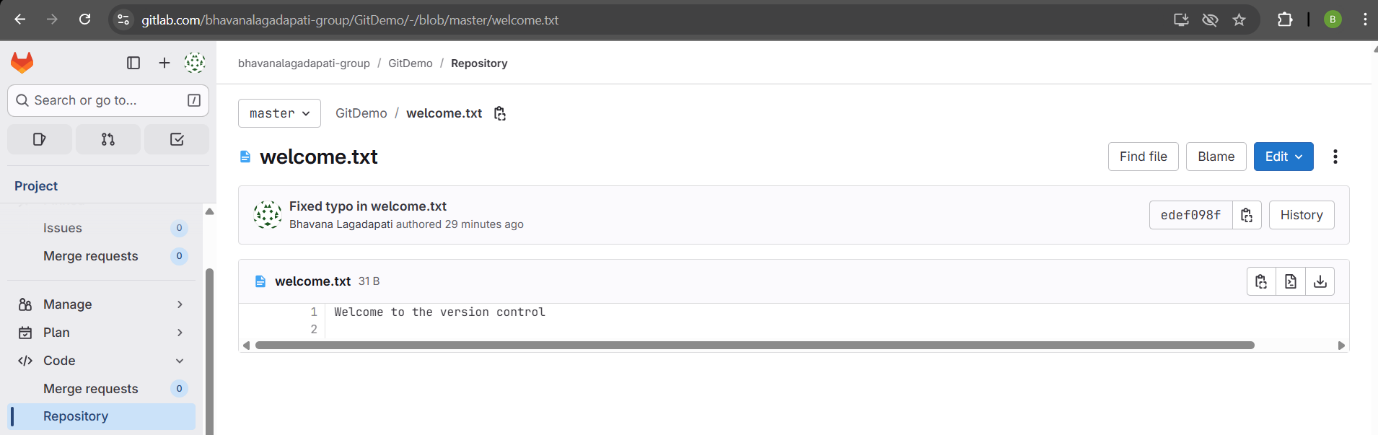 gitlab.com/bhavanalagadapati-group/GitDemo/-/blob/master/welcome.txt
B
bhavanalagadapati-group / GitDemo / Repository
Search or go to...
/
master
GitDemo / welcome.txt
welcome.txt
Find file
Blame
Edit
Project
Fixed typo in welcome.txt
Bhavana Lagadapati authored 29 minutes ago
edef098f
History
Issues
0
Merge requests
0
welcome.txt 31 B
Manage
1 Welcome to the version control
2
Plan
Code
Merge requests
0
Repository